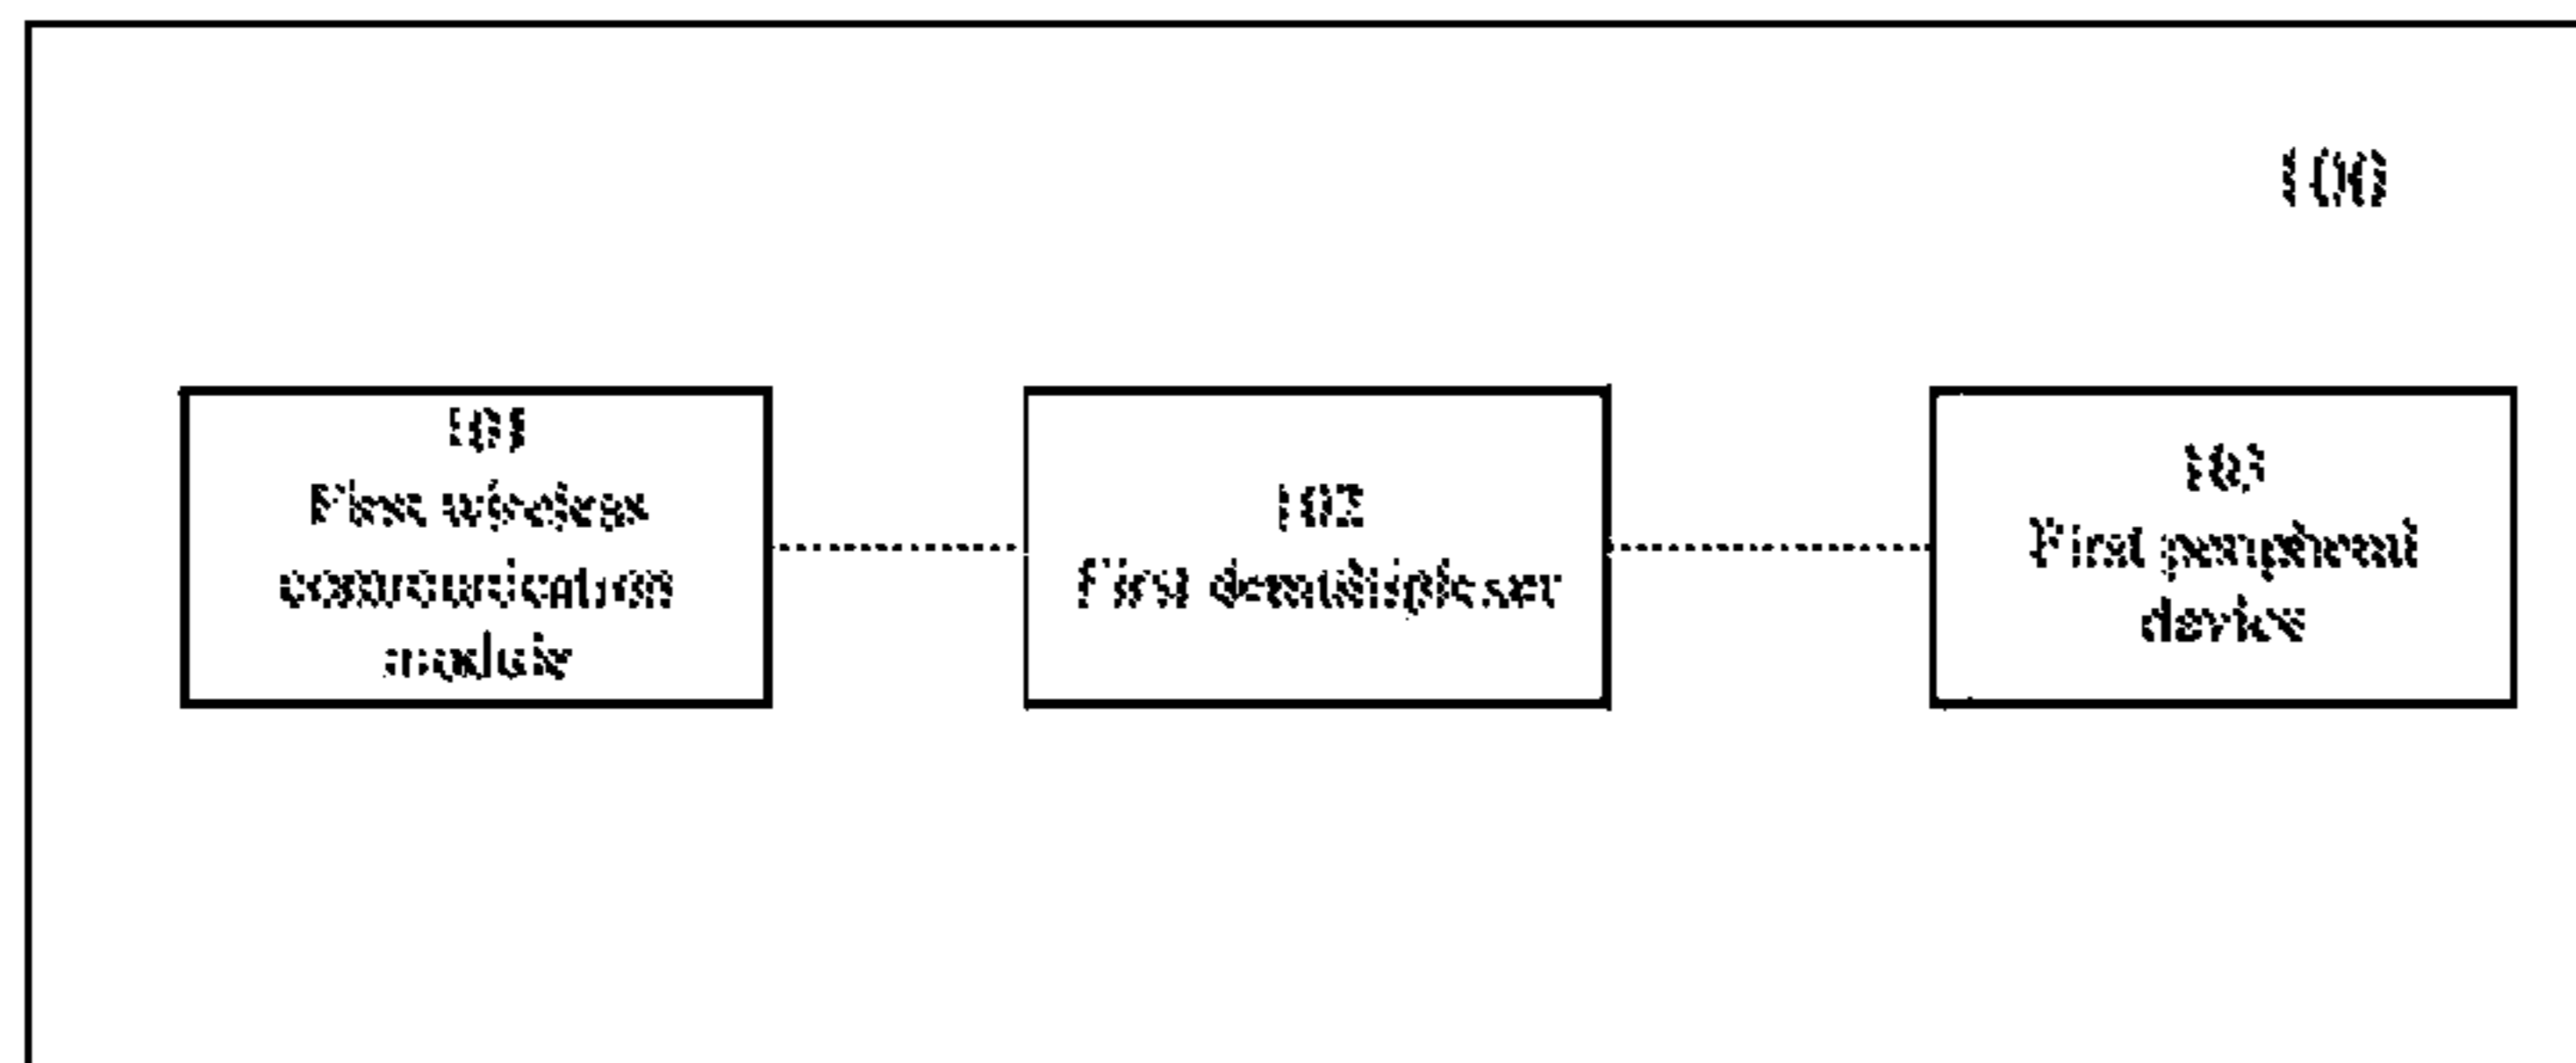 100
101
First wireless
communication
module
102
First demultiplexer
103
First peripheral
device